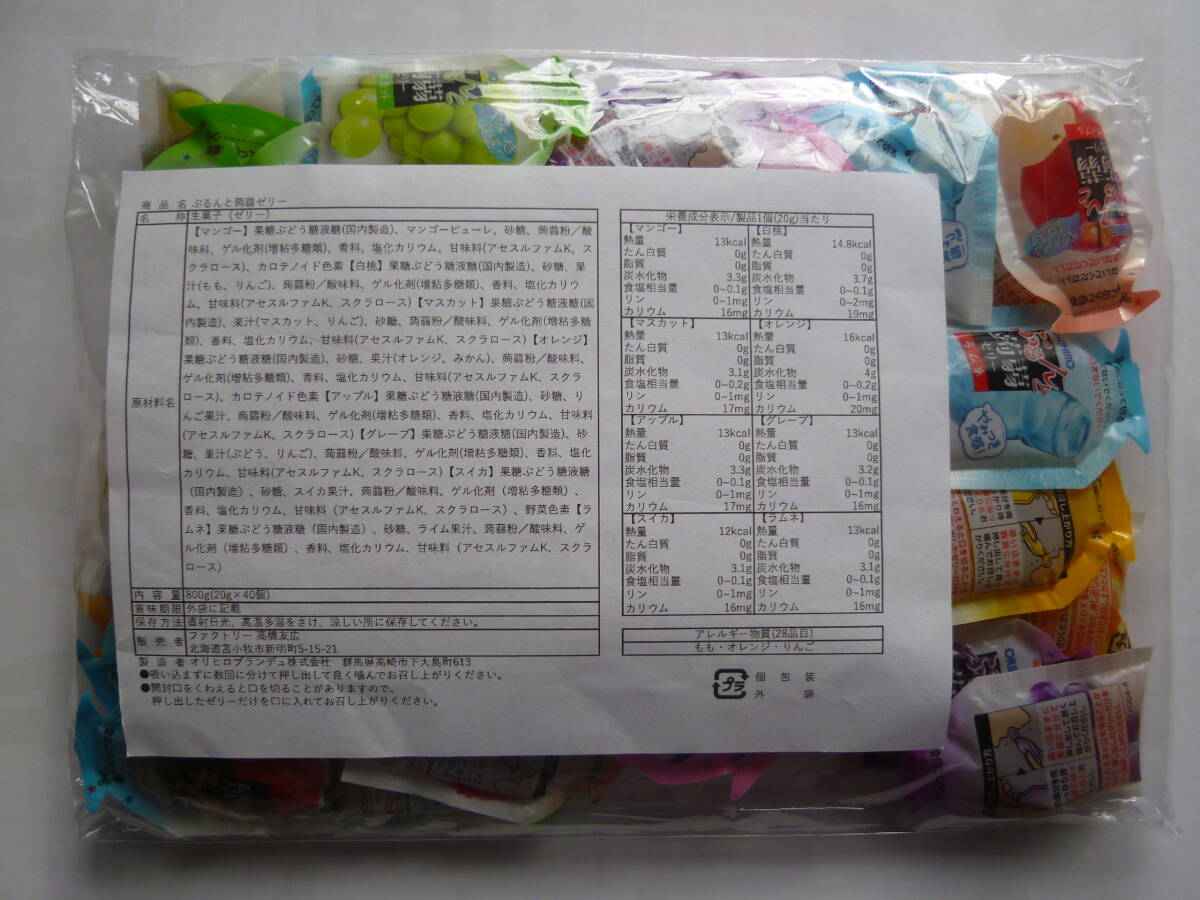 商品名 ぷるんと蒟蒻ゼリー
名称 生菓子（ゼリー）
原材料名
【マンゴー】果糖ぶどう糖液糖(国内製造)、マンゴーピューレ、砂糖、蒟蒻粉／酸
味料、ゲル化剤(増粘多糖類)、香料、塩化カリウム、甘味料(アセスルファムK、ス
クラロース)、カロテノイド色素【白桃】果糖ぶどう糖液糖(国内製造)、砂糖、果
汁(もも、りんご)、蒟蒻粉／酸味料、ゲル化剤(増粘多糖類)、香料、塩化カリウ
ム、甘味料(アセスルファムK、スクラロース)【マスカット】果糖ぶどう糖液糖(国
内製造)、果汁(マスカット、りんご)、砂糖、蒟蒻粉／酸味料、ゲル化剤(増粘多糖
類)、香料、塩化カリウム、甘味料(アセスルファムK、スクラロース)【オレンジ】
果糖ぶどう糖液糖(国内製造)、砂糖、果汁(オレンジ、みかん)、蒟蒻粉／酸味料、
ゲル化剤(増粘多糖類)、香料、塩化カリウム、甘味料(アセスルファムK、スクラ
ロース)、カロテノイド色素【アップル】果糖ぶどう糖液糖(国内製造)、砂糖、り
んご果汁、蒟蒻粉／酸味料、ゲル化剤(増粘多糖類)、香料、塩化カリウム、甘味料
(アセスルファムK、スクラロース)【グレープ】果糖ぶどう糖液糖(国内製造)、砂
糖、果汁(ぶどう、りんご)、蒟蒻粉／酸味料、ゲル化剤(増粘多糖類)、香料、塩化
カリウム、甘味料(アセスルファムK、スクラロース)【スイカ】果糖ぶどう糖液糖
（国内製造）、砂糖、スイカ果汁、蒟蒻粉／酸味料、ゲル化剤（増粘多糖類）、
香料、塩化カリウム、甘味料（アセスルファムK、スクラロース）、野菜色素【ラ
ムネ】果糖ぶどう糖液糖（国内製造）、砂糖、ライム果汁、蒟蒻粉／酸味料、ゲ
ル化剤（増粘多糖類）、香料、塩化カリウム、甘味料（アセスルファムK、スクラ
ロース）
内容量 800g(20g×40個)
賞味期限 外袋に記載
保存方法 直射日光、高温多湿をさけ、涼しい所に保存してください。
販売者 ファクトリー 高橋友広
北海道苫小牧市新明町5-15-21
製造者 オリヒロプランデュ株式会社 群馬県高崎市下大島町613
●吸い込まずに数回に分けて押し出して良く噛んでお召し上がりください。
●開封口をくわえると口を切ることがありますので、
押し出したゼリーだけを口に入れてお召し上がりください。
栄養成分表示/製品1個(20g)当たり
【マンゴー】 【白桃】
熱量 13kcal 熱量 14.8kcal
たん白質 0g たん白質 0g
脂質 0g 脂質 0g
炭水化物 3.3g 炭水化物 3.7g
食塩相当量 0~0.1g 食塩相当量 0~0.1g
リン 0~1mg リン 0~2mg
カリウム 16mg カリウム 19mg
【マスカット】 【オレンジ】
熱量 13kcal 熱量 16kcal
たん白質 0g たん白質 0g
脂質 0g 脂質 0g
炭水化物 3.1g 炭水化物 4g
食塩相当量 0~0.2g 食塩相当量 0~0.2g
リン 0~1mg リン 0~1mg
カリウム 17mg カリウム 20mg
【アップル】 【グレープ】
熱量 13kcal 熱量 13kcal
たん白質 0g たん白質 0g
脂質 0g 脂質 0g
炭水化物 3.3g 炭水化物 3.2g
食塩相当量 0~0.1g 食塩相当量 0~0.1g
リン 0~1mg リン 0~1mg
カリウム 17mg カリウム 16mg
【スイカ】 【ラムネ】
熱量 12kcal 熱量 13kcal
たん白質 0g たん白質 0g
脂質 0g 脂質 0g
炭水化物 3.1g 炭水化物 3.1g
食塩相当量 0~0.1g 食塩相当量 0~0.1g
リン 0~1mg リン 0~1mg
カリウム 16mg カリウム 16mg
アレルギー物質(28品目)
もも・オレンジ・りんご
プラ
個包装
外袋